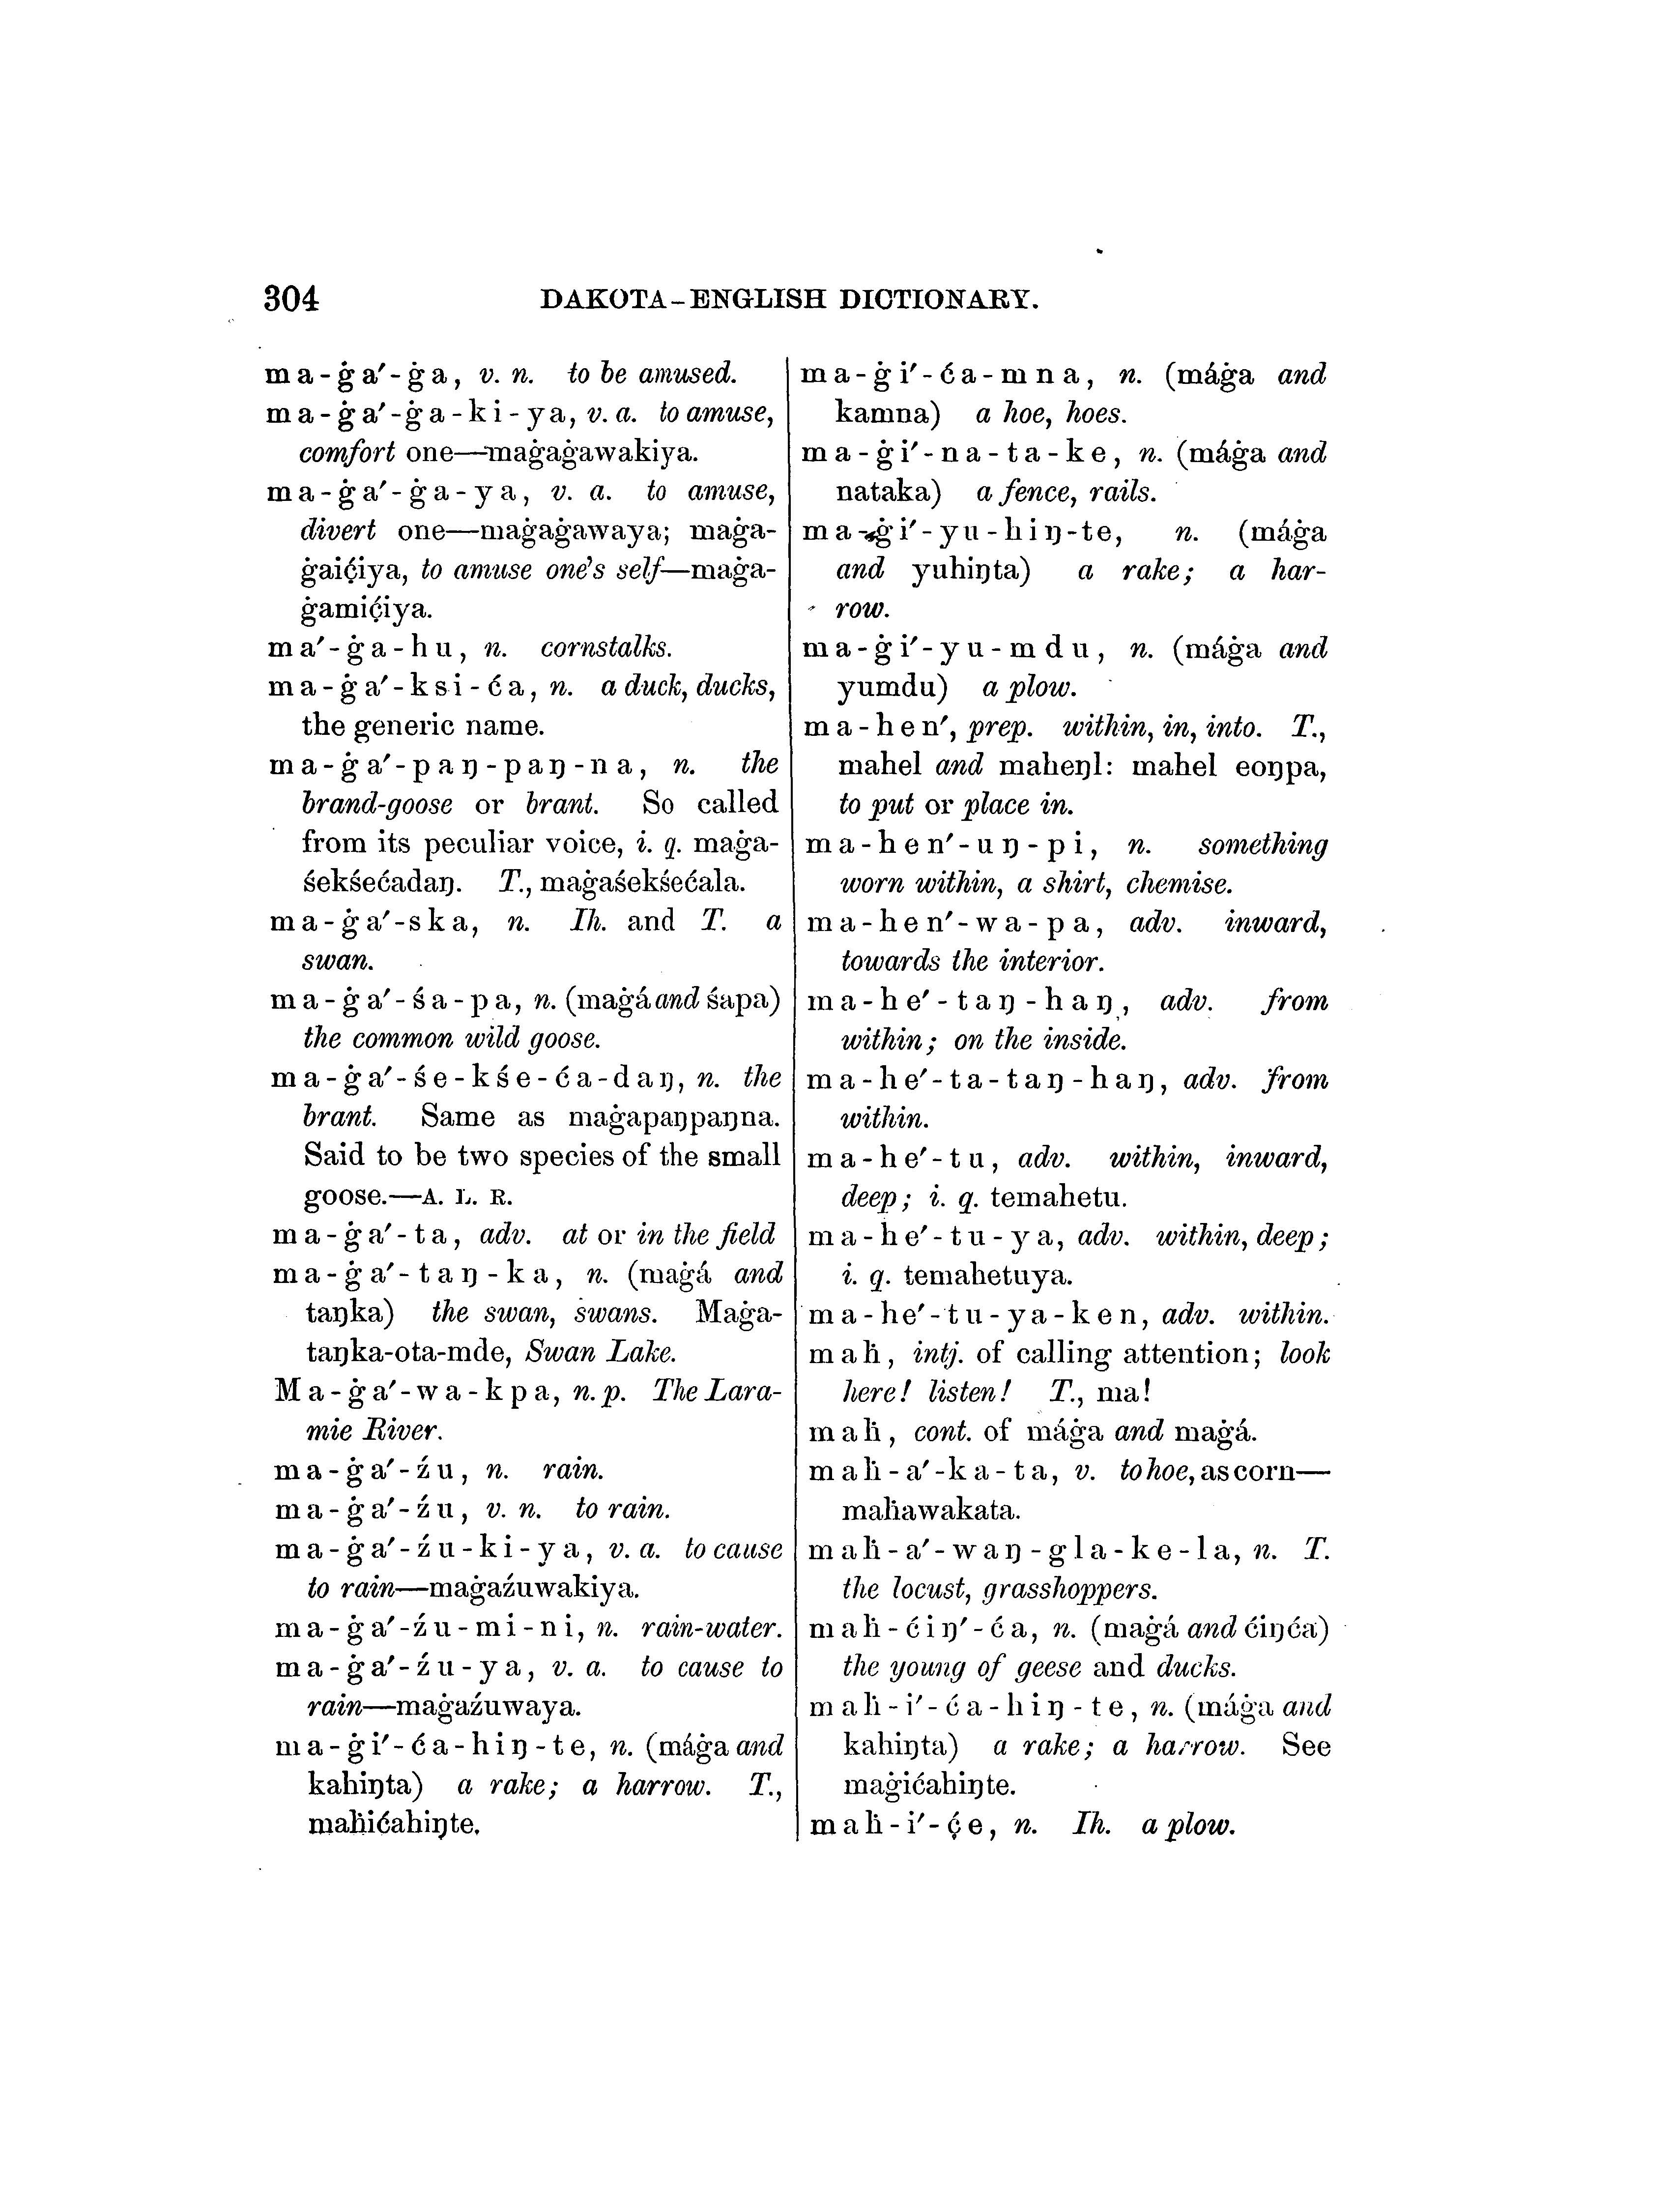 304
DAKOTA-ENGLISH DICTIONARY.
ma-ġa′-ġa, v. n. to be amused.
ma-ġa′-ġa-ki-ya, v. a. to amuse,
comfort one—maġaġawakiya.
ma-ġa′-ġa-ya, v. a. to amuse,
divert one—maġaġawaya; maġa-
ġaiç̇iya, to amuse one's self—maġa-
ġamiç̇iya.
ma′-ġa-hu, n. cornstalks.
ma-ġa′-ksi-ća, n. a duck, ducks,
the generic name.
ma-ġa′-paŋ-paŋ-na, n. the
brand-goose or brant. So called
from its peculiar voice, i. q. maġa-
śekśećadaŋ. T., maġaśekśećala.
ma-ġa′-ska, n. Ih. and T. a
swan.
ma-ġa′-śa-pa, n. (maġá and śapa)
the common wild goose.
ma-ġa′-śe-kśe-ća-daŋ, n. the
brant. Same as maġapaŋpaŋna.
Said to be two species of the small
goose.—A. L. R.
ma-ġa′-ta, adv. at or in the field
ma-ġa′-taŋ-ka, n. (maġá and
taŋka) the swan, swans. Maġa-
taŋka-ota-mde, Swan Lake.
Ma-ġa′-wa-kpa, n. p. The Lara-
mie River.
ma-ġa′-źu, n. rain.
ma-ġa′-źu, v. n. to rain.
ma-ġa′-źu-ki-ya, v. a. to cause
to rain—maġaźuwakiya.
ma-ġa′-źu-mi-ni, n. rain-water.
ma-ġa′-źu-ya, v. a. to cause to
rain—maġaźuwaya.
ma-ġi′-ća-hiŋ-te, n. (máġa and
kahiŋta) a rake; a harrow. T.,
maḣićahiŋte.
ma-ġi′-ća-mna, n. (máġa and
kamna) a hoe, hoes.
ma-ġi′-na-ta-ke, n. (máġa and
nataka) a fence, rails.
ma-ġi′-yu-hiŋ-te, n. (máġa
and yuhiŋta) a rake; a har-
row.
ma-ġi′-yu-mdu, n. (máġa and
yumdu) a plow.
ma-hen′, prep. within, in, into. T.,
mahel and maheŋl: mahel eoŋpa,
to put or place in.
ma-hen′-uŋ-pi, n. something
worn within, a shirt, chemise.
ma-hen′-wa-pa, adv. inward,
towards the interior.
ma-he′-taŋ-haŋ, adv. from
within; on the inside.
ma-he′-ta-taŋ-haŋ, adv. from
within.
ma-he′-tu, adv. within, inward,
deep; i. q. temahetu.
ma-he′-tu-ya, adv. within, deep;
i. q. temahetuya.
ma-he′-tu-ya-ken, adv. within.
maḣ, intj. of calling attention; look
here! listen! T., ma!
maḣ, cont. of máġa and maġá.
maḣ-a′-ka-ta, v. to hoe, as corn—
maḣawakata.
maḣ-a′-waŋ-gla-ke-la, n. T.
the locust, grasshoppers.
maḣ-ćiŋ′-ća, n. (maġá and ćiŋća)
the young of geese and ducks.
maḣ-i′-ća-hiŋ-te, n. (máġa and
kahiŋta) a rake; a harrow. See
maġićahiŋte.
maḣ-i′-ç̇e, n. Ih. a plow.